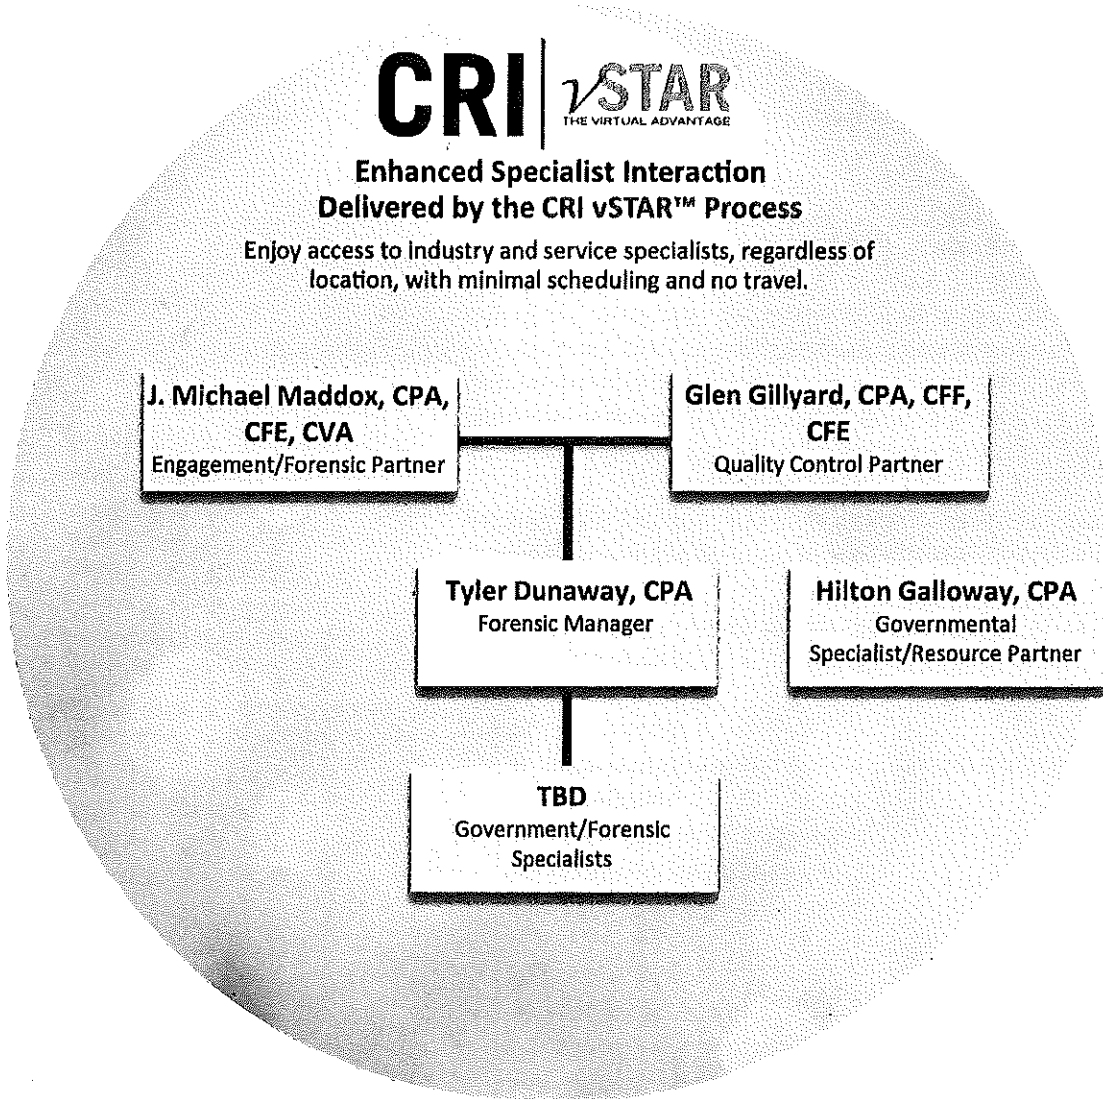 CRI vSTAR
THE VIRTUAL ADVANTAGE
Enhanced Specialist Interaction
Delivered by the CRI vSTAR™ Process
Enjoy access to industry and service specialists, regardless of
location, with minimal scheduling and no travel.
J. Michael Maddox, CPA,
CFE, CVA
Engagement/Forensic Partner
Glen Gillyard, CPA, CFF,
CFE
Quality Control Partner
Tyler Dunaway, CPA
Forensic Manager
Hilton Galloway, CPA
Governmental
Specialist/Resource Partner
TBD
Government/Forensic
Specialists